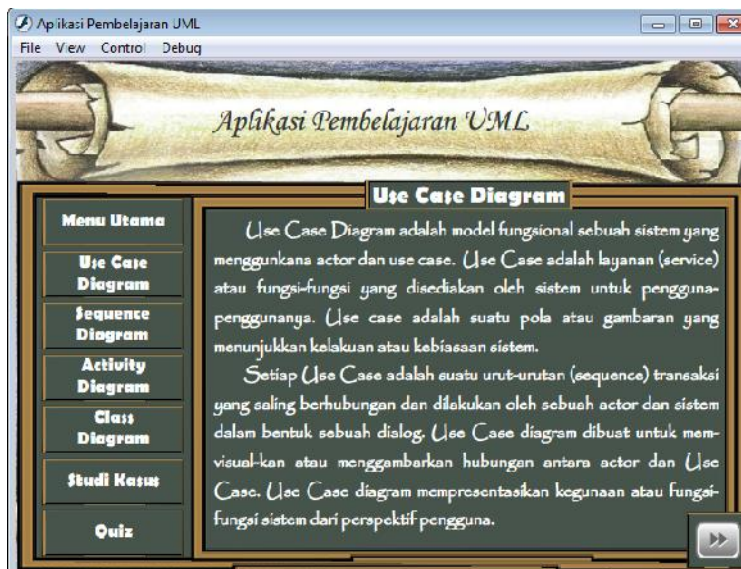 Aplikasi Pembelajaran UML
File View Control Debug
Aplikasi Pembelajaran UML
Use Case Diagram
Menu Utama
Use Case
Diagram
Sequence
Diagram
Activity
Diagram
Class
Diagram
Studi Kasus
Quiz
Use Case Diagram adalah model fungsional sebuah sistem yang
menggunkana actor dan use case. Use Case adalah layanan (service)
atau fungsi-fungsi yang disediakan oleh sistem untuk pengguna-
penggunanya. Use case adalah suatu pola atau gambaran yang
menunjukkan kelakuan atau kebiasaan sistem.
Setiap Use Case adalah suatu urut-urutan (sequence) transaksi
yang saling berhubungan dan dilakukan oleh sebuah actor dan sistem
dalam bentuk sebuah dialog. Use Case diagram dibuat untuk mem-
visual-kan atau menggambarkan hubungan antara actor dan Use
Case. Use Case diagram mempresentasikan kegunaan atau fungsi-
fungsi sistem dari perspektif pengguna.